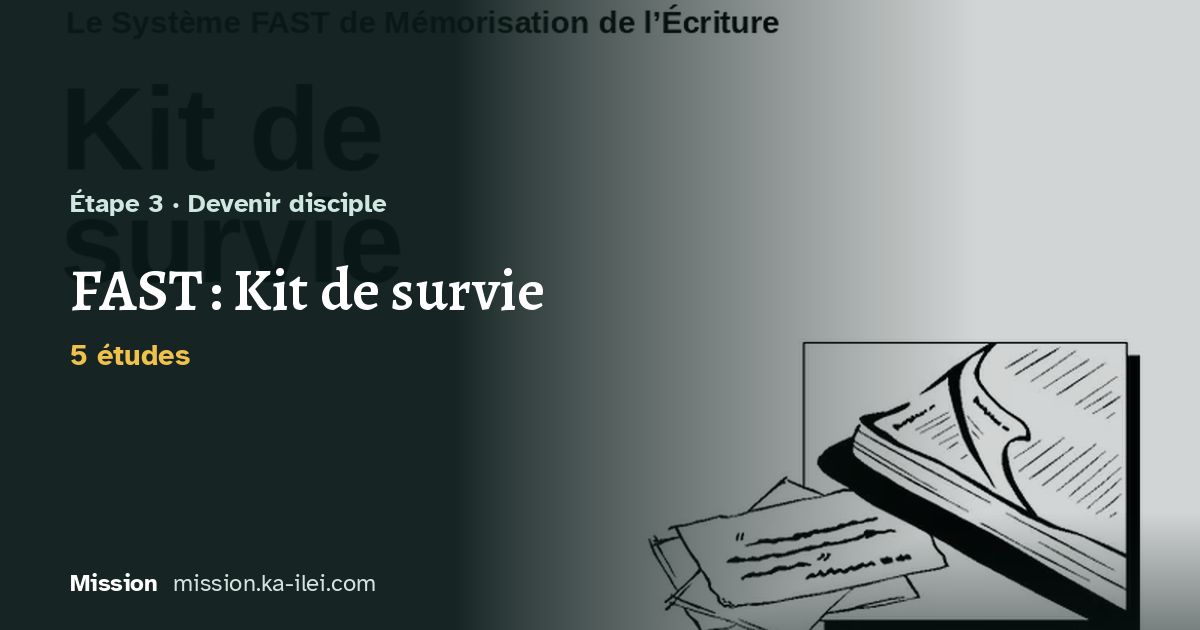 Le Système FAST de Mémorisation de l’Écriture
Kit de
survie
Étape 3 · Devenir disciple
FAST : Kit de survie
5 études
Mission mission.ka-ilei.com